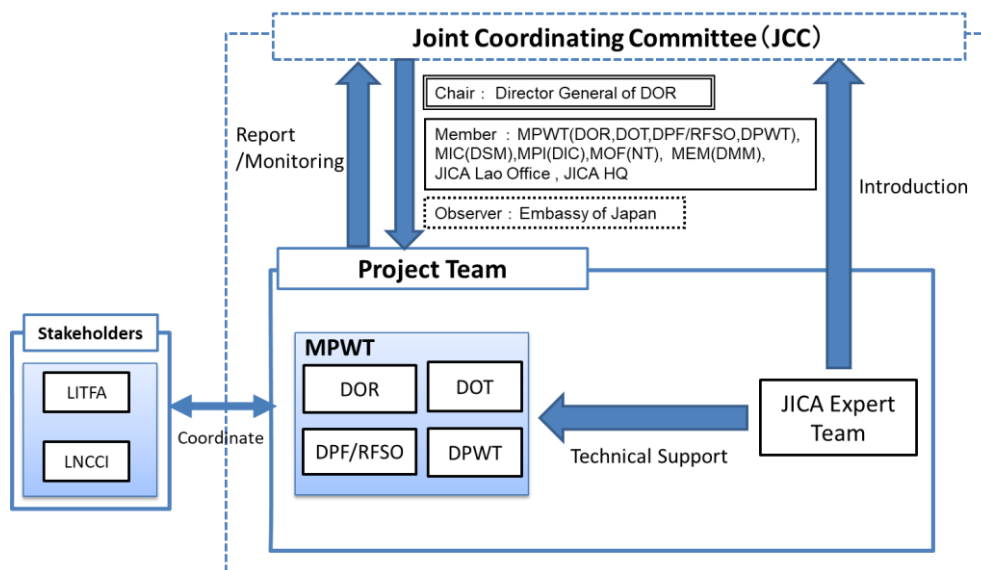 Joint Coordinating Committee（JCC）
Chair： Director General of DOR
Report
/Monitoring
Member ：MPWT(DOR,DOT,DPF/RFSO,DPWT),
MIC(DSM),MPI(DIC),MOF(NT),  MEM(DMM),
JICA Lao Office , JICA HQ
Introduction
Observer：Embassy of Japan
Project Team
Stakeholders
LITFA
LNCCI
Coordinate
MPWT
DOR
DOT
DPF/RFSO
DPWT
Technical Support
JICA Expert
Team